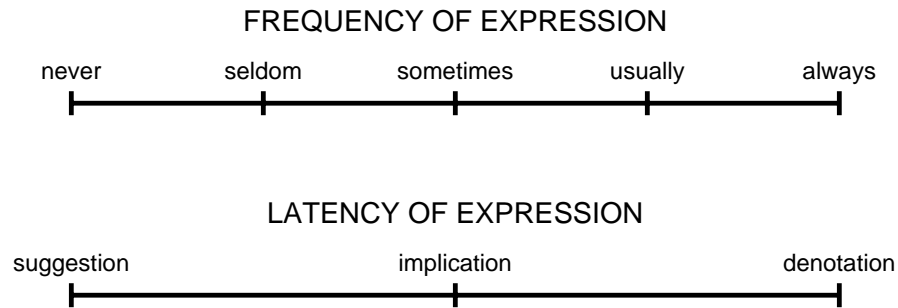 FREQUENCY OF EXPRESSION
never seldom sometimes usually always
LATENCY OF EXPRESSION
suggestion implication denotation